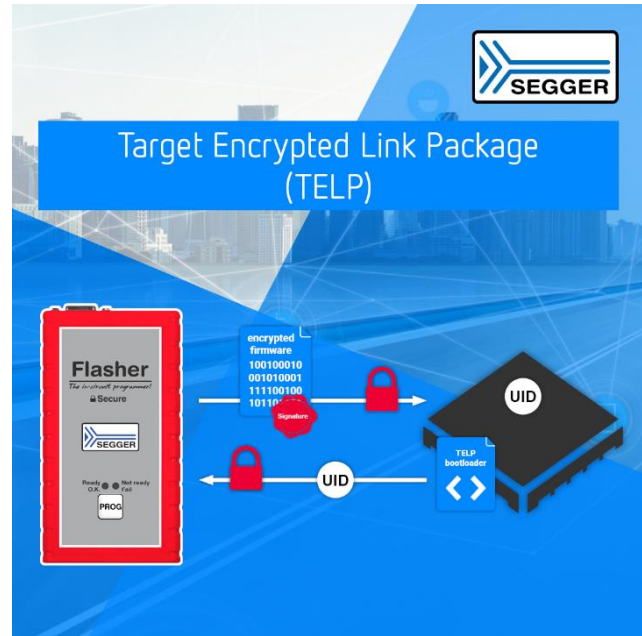 SEGGER
Target Encrypted Link Package
(TELP)
encrypted
firmware
100100010
001010001
111100100
Signature
Flasher
The in-circuit programmer!
Secure
SEGGER
Ready Not ready
O.K. Fail
PROG
UID
UID
TELP
bootloader